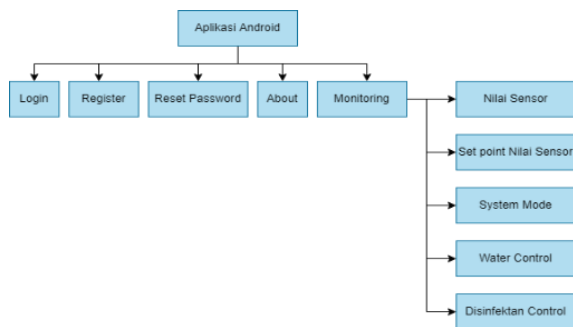 Aplikasi Android
Login
Register
Reset Password
About
Monitoring
Nilai Sensor
Set point Nilai Sensor
System Mode
Water Control
Disinfektan Control